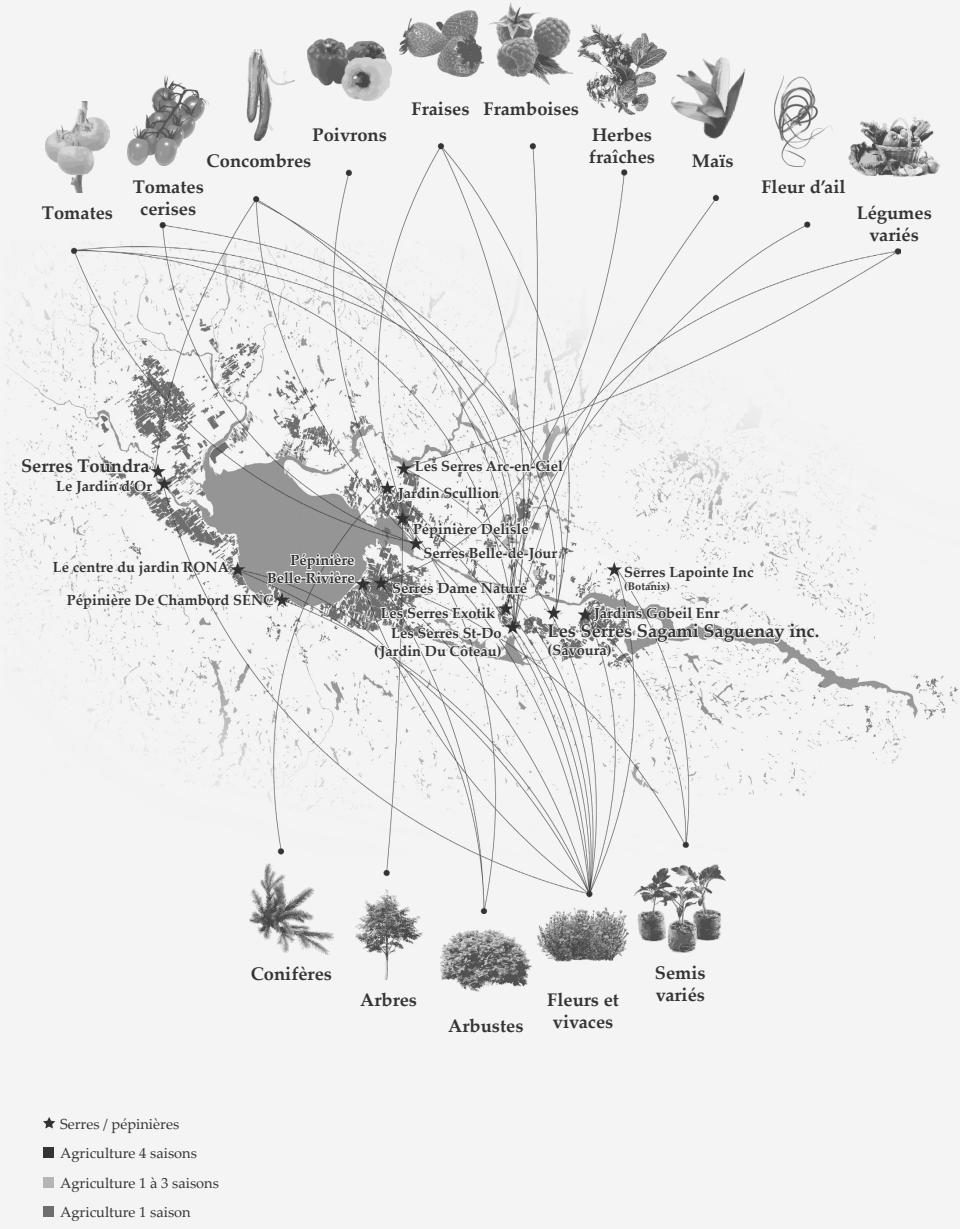 Fraises
Framboises
Poivrons
Herbes
fraîches
Concombres
Maïs
Tomates
cerises
Fleur d'ail
Tomates
Légumes
variés
Serres Toundra
Le Jardin d'Or
Les Serres Arc-en-Ciel
Jardin Scullion
Pépinière Delisle
Serres Belle-de-Jour
Pépinière
Belle-Rivière
Le centre du jardin RONA
Serres Dame Nature
Serres Lapointe Inc
(Botanix)
Pépinière De Chambord SENC
Les Serres Exotik
Jardins Gobeil Enr
Les Serres St-Do
(Jardin Du Côteau)
Les Serres Sagami Saguenay inc.
(Savoura)
Conifères
Arbres
Arbustes
Fleurs et
vivaces
Semis
variés
Serres / pépinières
Agriculture 4 saisons
Agriculture 1 à 3 saisons
Agriculture 1 saison